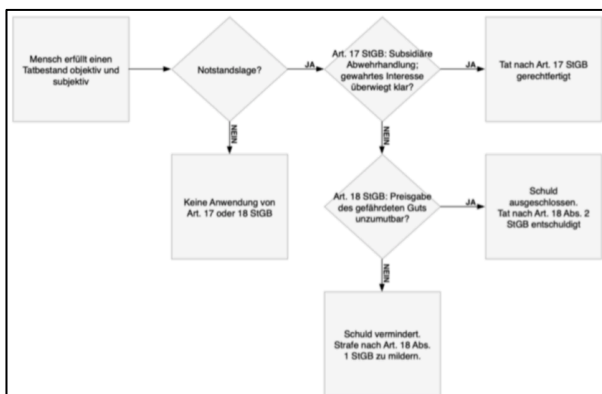 Mensch erfüllt einen
Tatbestand objektiv und
subjektiv
Notstandslage?
JA
Art. 17 StGB: Subsidiäre
Abwehrhandlung;
gewahrtes Interesse
überwiegt klar?
JA
Tat nach Art. 17 StGB
gerechtfertigt
NEIN
NEIN
Keine Anwendung von
Art. 17 oder 18 StGB
Art. 18 StGB: Preisgabe
des gefährdeten Guts
unzumutbar?
JA
Schuld
ausgeschlossen.
Tat nach Art. 18 Abs. 2
StGB entschuldigt
NEIN
Schuld vermindert.
Strafe nach Art. 18 Abs.
1 StGB zu mildern.